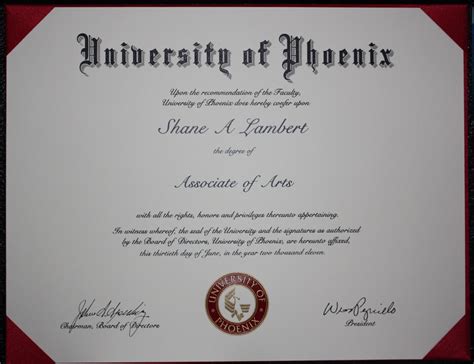 University of Phoenix
Upon the recommendation of the Faculty,
University of Phoenix does hereby confer upon
Shane A Lambert
the degree of
Associate of Arts
with all the rights, honors and privileges thereunto appertaining.
In witness whereof, the seal of the University and the signatures as authorized
by the Board of Directors, University of Phoenix, are hereunto affixed,
this thirtieth day of June, in the year two thousand eleven.
UNIVERSITY OF
PHOENIX
Chairman, Board of Directors
President